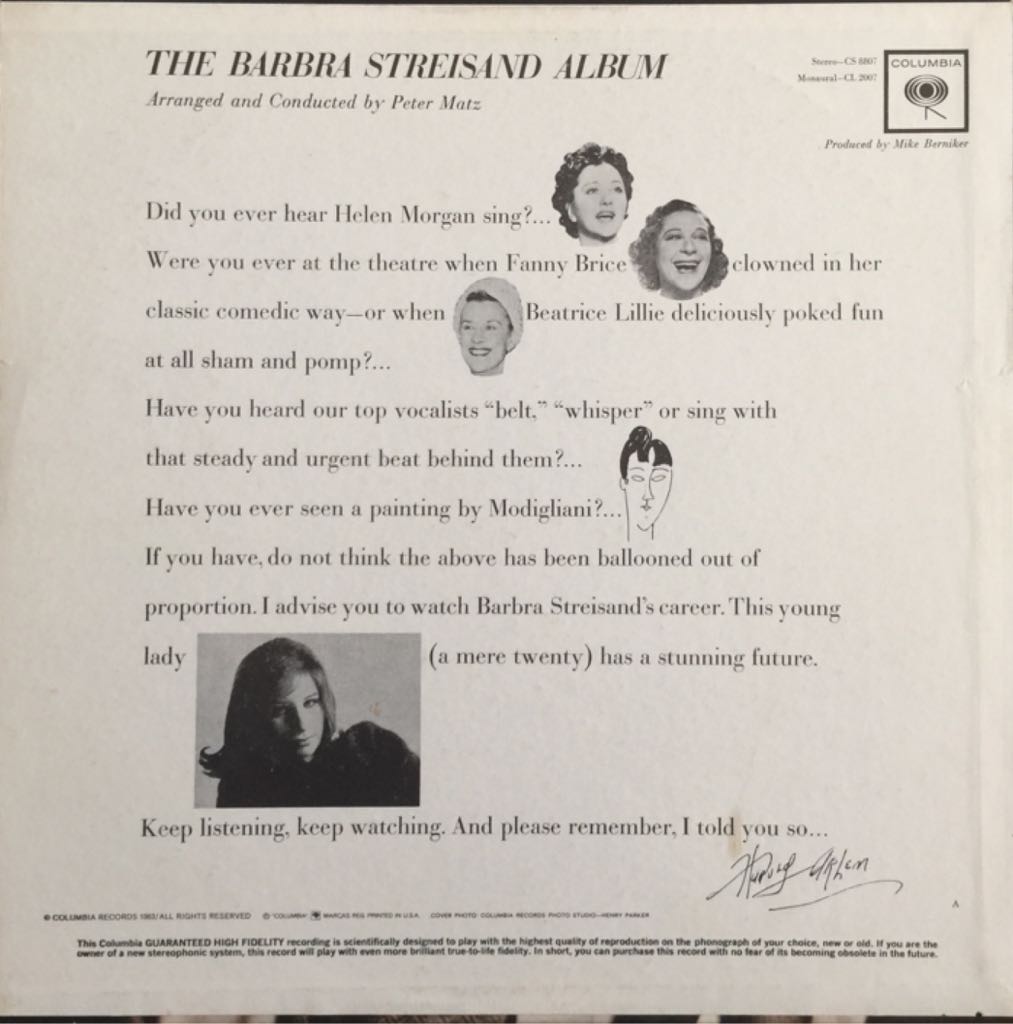 THE BARBRA STREISAND ALBUM
Arranged and Conducted by Peter Matz
Stereo—CS 8807
Monaural—CL 2007
COLUMBIA
Produced by Mike Berniker
Did you ever hear Helen Morgan sing?...
Were you ever at the theatre when Fanny Brice clowned in her
classic comedic way—or when Beatrice Lillie deliciously poked fun
at all sham and pomp?...
Have you heard our top vocalists “belt,” “whisper” or sing with
that steady and urgent beat behind them?...
Have you ever seen a painting by Modigliani?...
If you have, do not think the above has been ballooned out of
proportion. I advise you to watch Barbra Streisand's career. This young
lady (a mere twenty) has a stunning future.
Keep listening, keep watching. And please remember, I told you so...
Harold Arlen
A
© COLUMBIA RECORDS 1963/ALL RIGHTS RESERVED ® "COLUMBIA" MARCAS REG. PRINTED IN U.S.A. COVER PHOTO: COLUMBIA RECORDS PHOTO STUDIO—HENRY PARKER
This Columbia GUARANTEED HIGH FIDELITY recording is scientifically designed to play with the highest quality of reproduction on the phonograph of your choice, new or old. If you are the
owner of a new stereophonic system, this record will play with even more brilliant true-to-life fidelity. In short, you can purchase this record with no fear of its becoming obsolete in the future.